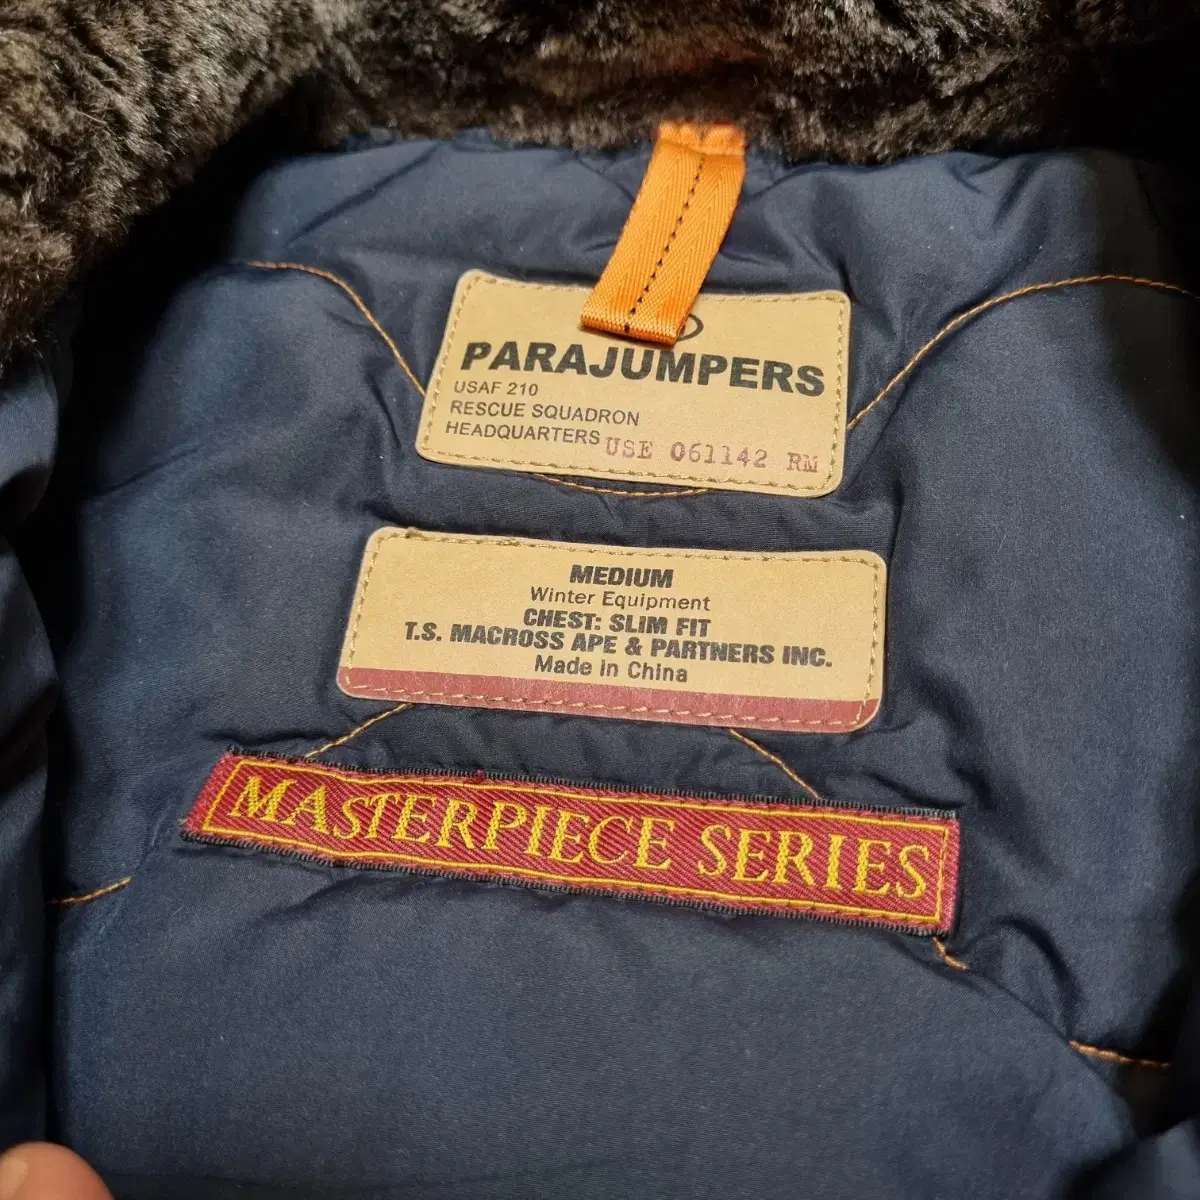 PARAJUMPERS
USAF 210
RESCUE SQUADRON
HEADQUARTERS USE 061142 RM
MEDIUM
Winter Equipment
CHEST: SLIM FIT
T.S. MACROSS APE & PARTNERS INC.
Made in China
MASTERPIECE SERIES